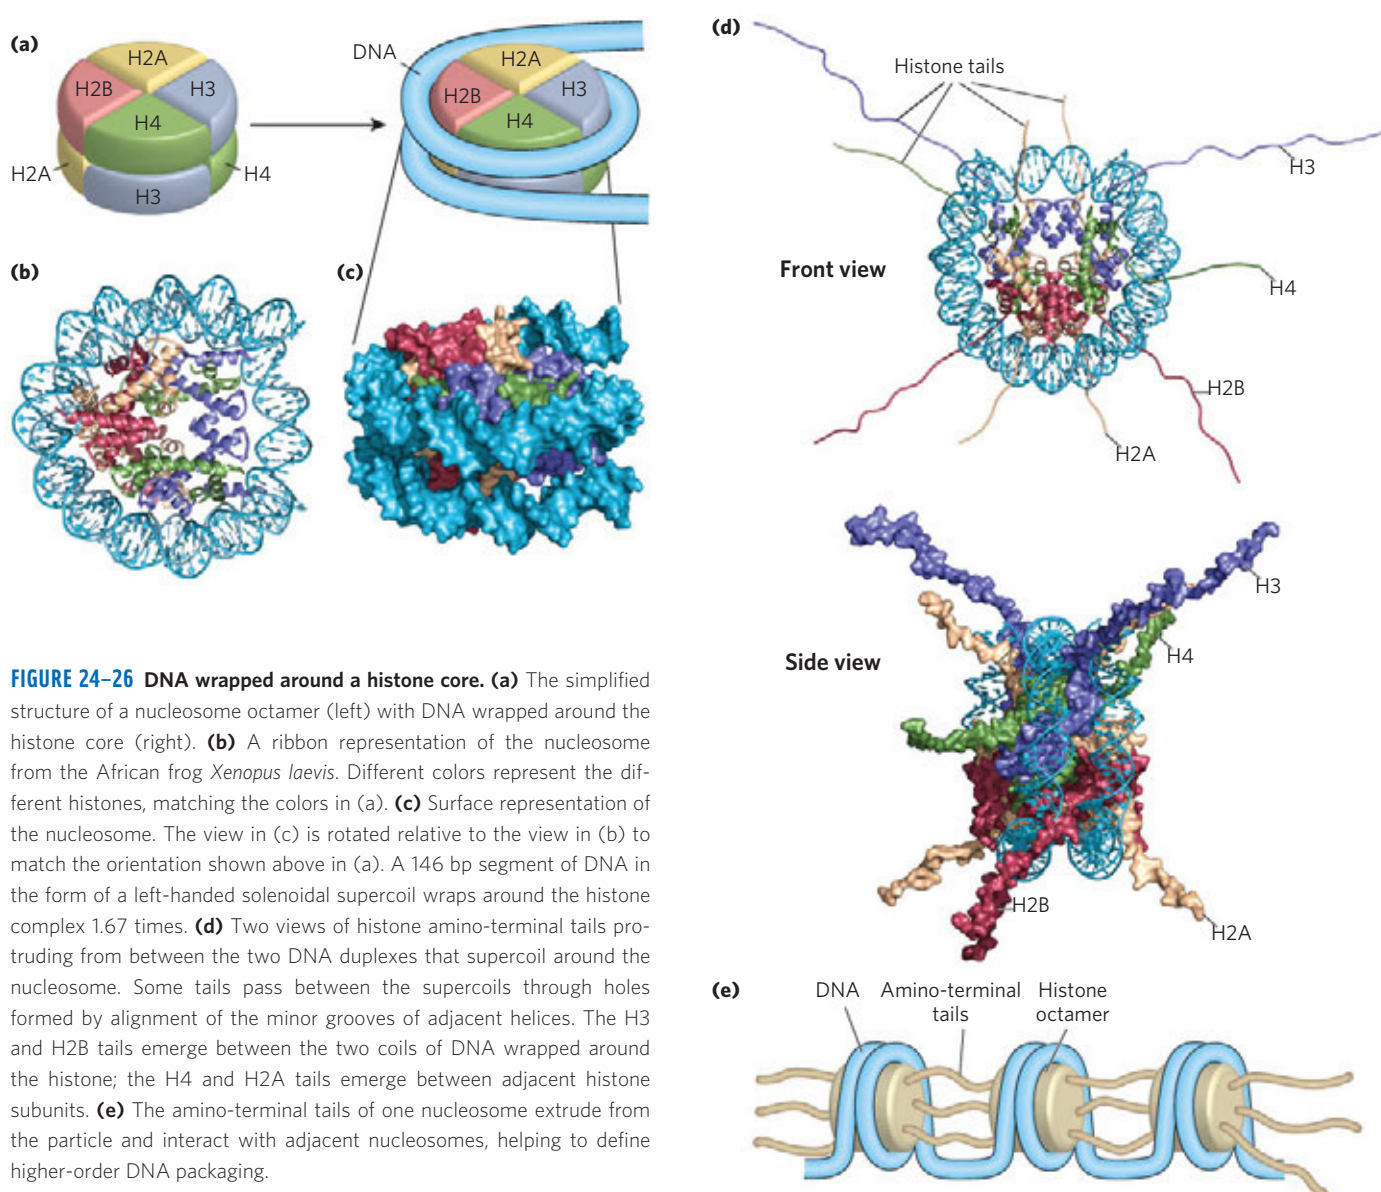 (a)
H2A
H2B
H3
H4
H2A
H4
H3
DNA
H2A
H2B
H3
H4
(b)
(c)
FIGURE 24–26 DNA wrapped around a histone core. (a) The simplified
structure of a nucleosome octamer (left) with DNA wrapped around the
histone core (right). (b) A ribbon representation of the nucleosome
from the African frog Xenopus laevis. Different colors represent the dif-
ferent histones, matching the colors in (a). (c) Surface representation of
the nucleosome. The view in (c) is rotated relative to the view in (b) to
match the orientation shown above in (a). A 146 bp segment of DNA in
the form of a left-handed solenoidal supercoil wraps around the histone
complex 1.67 times. (d) Two views of histone amino-terminal tails pro-
truding from between the two DNA duplexes that supercoil around the
nucleosome. Some tails pass between the supercoils through holes
formed by alignment of the minor grooves of adjacent helices. The H3
and H2B tails emerge between the two coils of DNA wrapped around
the histone; the H4 and H2A tails emerge between adjacent histone
subunits. (e) The amino-terminal tails of one nucleosome extrude from
the particle and interact with adjacent nucleosomes, helping to define
higher-order DNA packaging.
(d)
Histone tails
H3
Front view
H4
H2B
H2A
H3
Side view
H4
H2B
H2A
(e)
DNA
Amino-terminal
tails
Histone
octamer